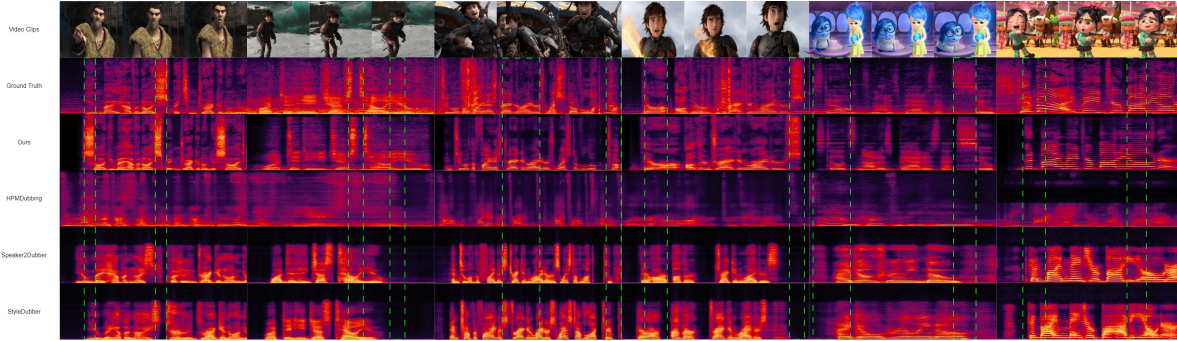 Video Clips
Ground Truth
Ours
HPMDubbing
Speaker2Dubber
StyleDubber